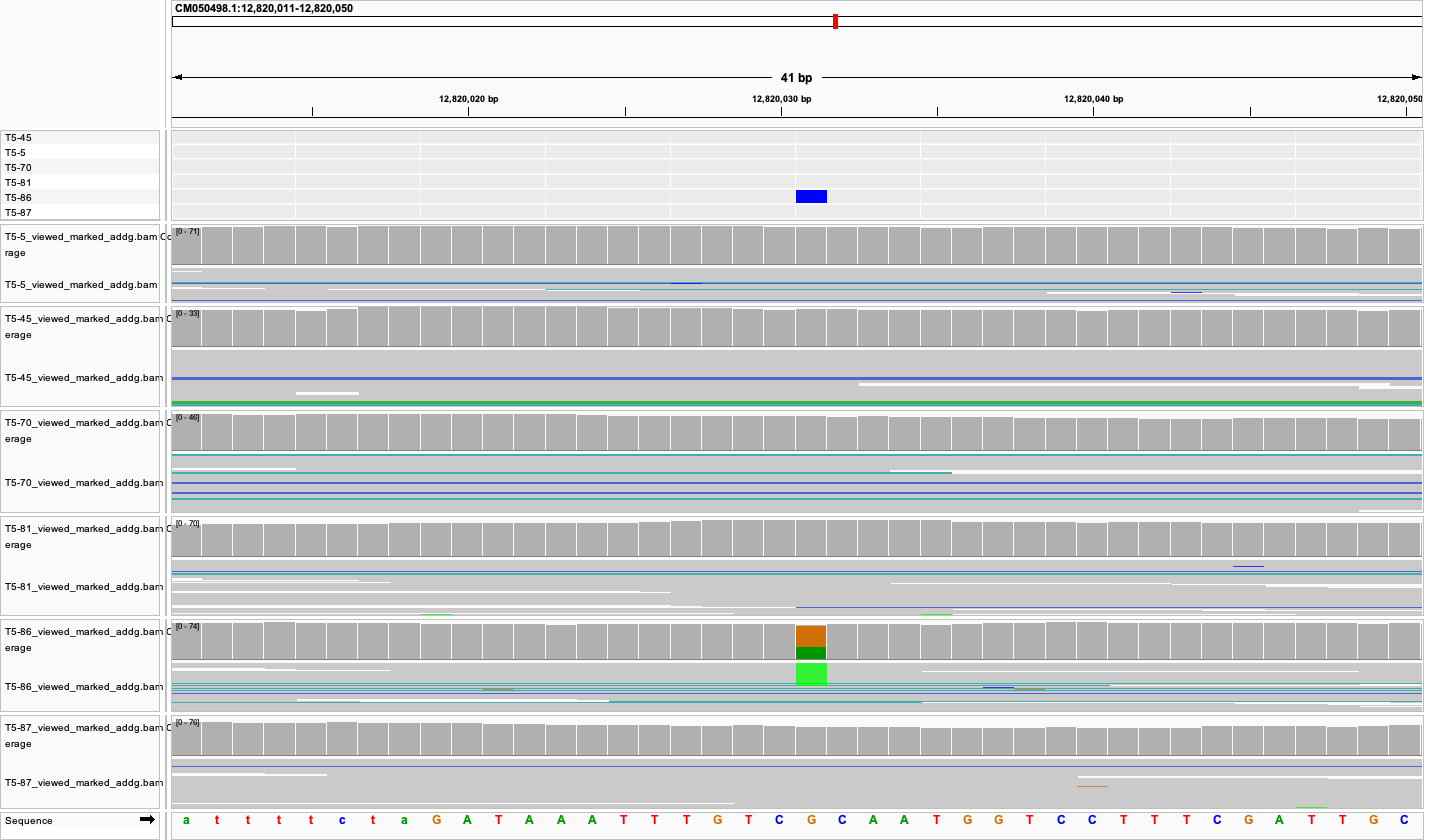 CM050498.1:12,820,011-12,820,050
41 bp
12,820,020 bp 12,820,030 bp 12,820,040 bp 12,820,050
T5-45
T5-5
T5-70
T5-81
T5-86
T5-87
T5-5_viewed_marked_addg.bam Co
rage
[0 - 71]
T5-5_viewed_marked_addg.bam
T5-45_viewed_marked_addg.bam C
erage
[0 - 33]
T5-45_viewed_marked_addg.bam
T5-70_viewed_marked_addg.bam C
erage
[0 - 46]
T5-70_viewed_marked_addg.bam
T5-81_viewed_marked_addg.bam C
erage
[0 - 70]
T5-81_viewed_marked_addg.bam
T5-86_viewed_marked_addg.bam C
erage
[0 - 74]
T5-86_viewed_marked_addg.bam
T5-87_viewed_marked_addg.bam C
erage
[0 - 76]
T5-87_viewed_marked_addg.bam
Sequence a t t t t c t a G A T A A A T T T G T C G C A A T G G T C C T T T C G A T T G C